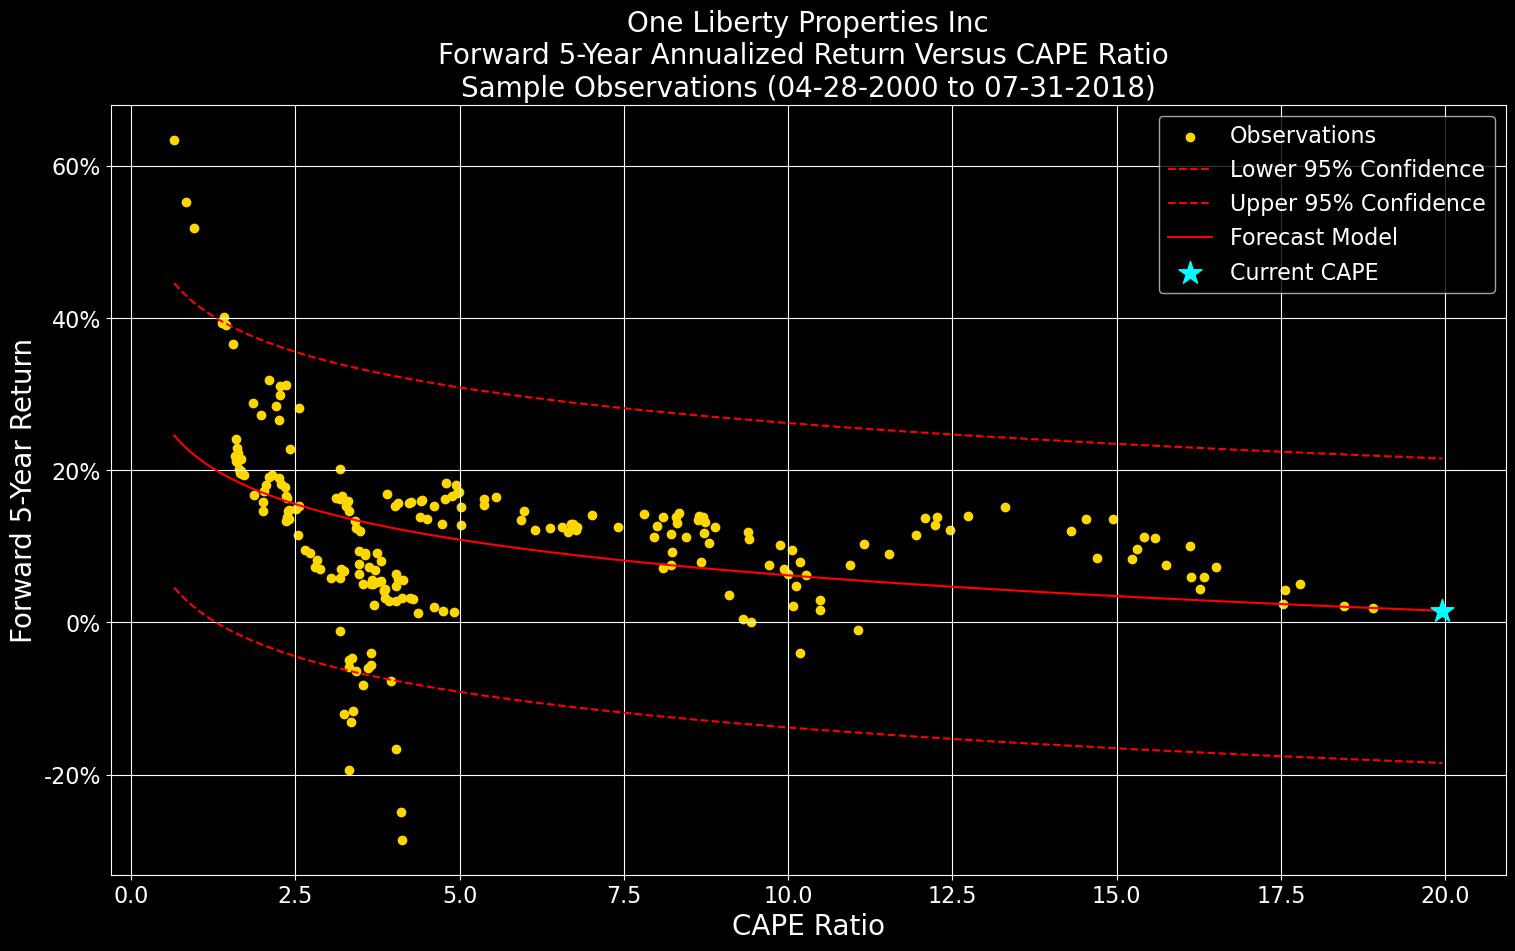 One Liberty Properties Inc
Forward 5-Year Annualized Return Versus CAPE Ratio
Sample Observations (04-28-2000 to 07-31-2018)
Observations
Lower 95% Confidence
Upper 95% Confidence
Forecast Model
Current CAPE
Forward 5-Year Return
60%
40%
20%
0%
-20%
0.0 2.5 5.0 7.5 10.0 12.5 15.0 17.5 20.0
CAPE Ratio